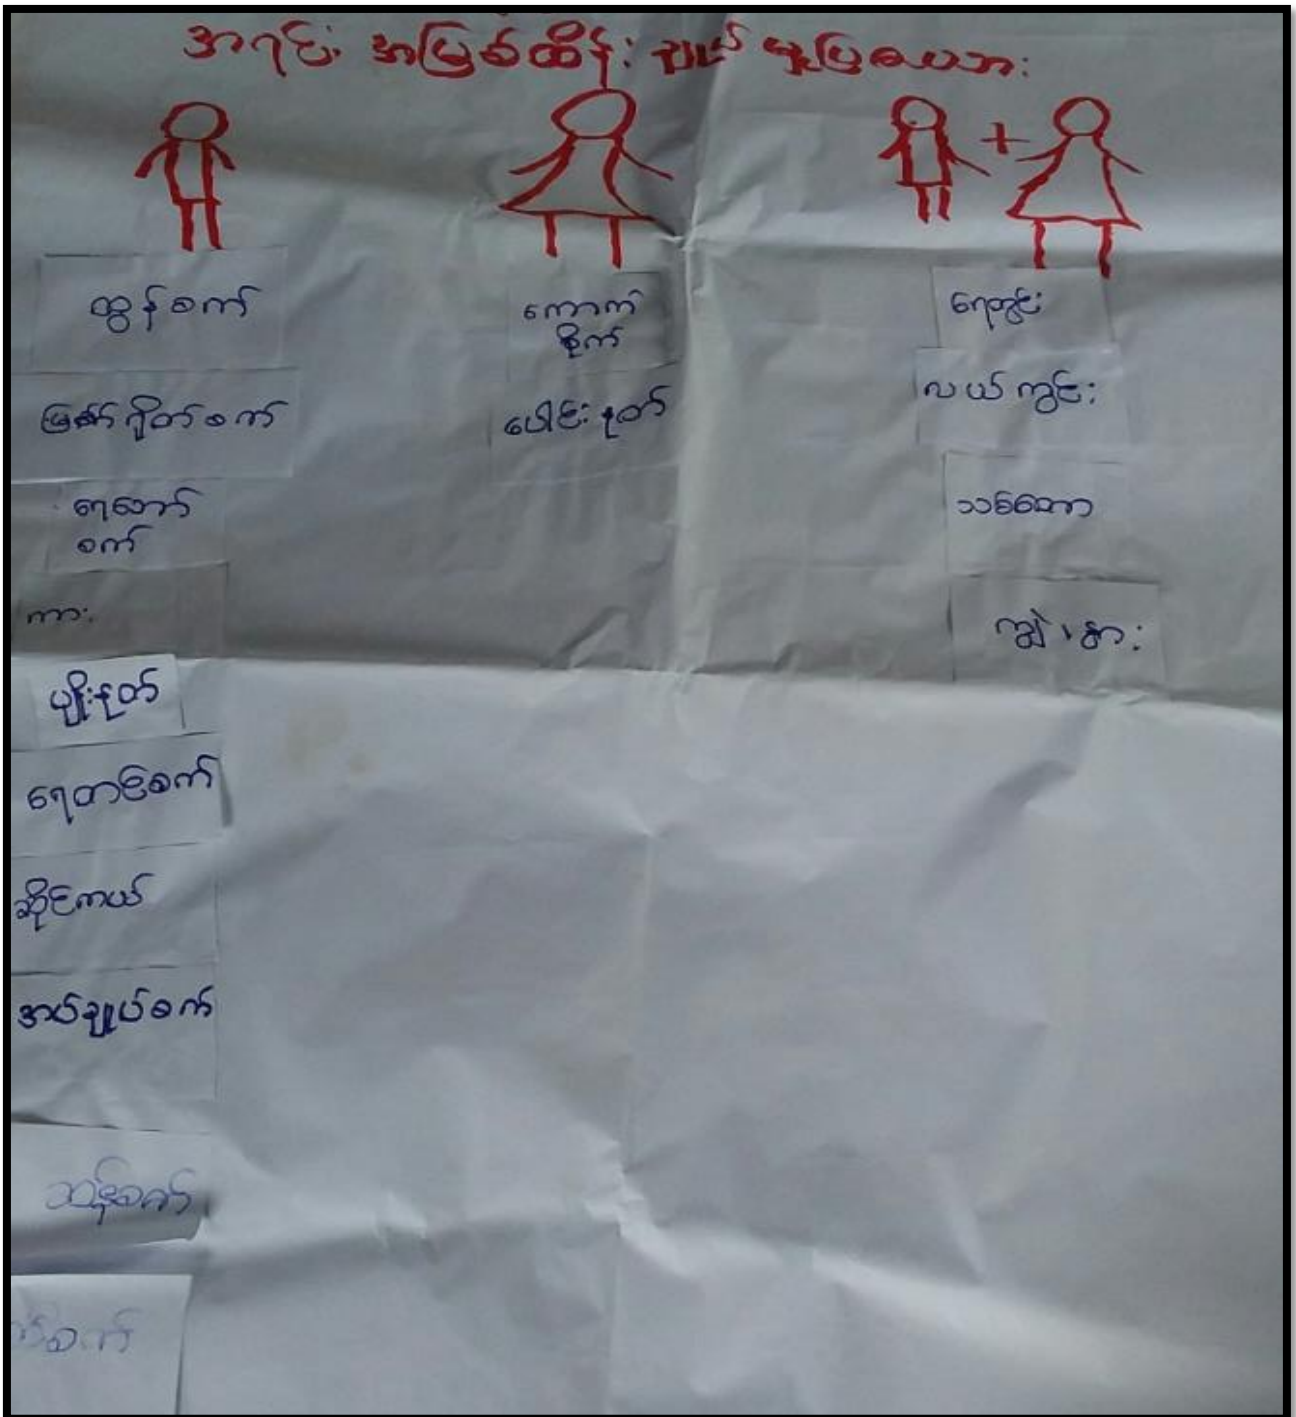 အရင်း အမြစ်ထိန်း ချုပ် မှုပြဇယား
ထွန်စက်
မြက်ရိတ်စက်
ရေမော်
စက်
ကား
ပျိုးနုတ်
ရေတင်စက်
ဆိုင်ကယ်
အပ်ချုပ်စက်
ဆန်စက်
ကောက်
စိုက်
ပေါင်းနုတ်
ရေတွင်း
လယ်ကွင်း
သစ်တော
ကျွဲ၊နွား